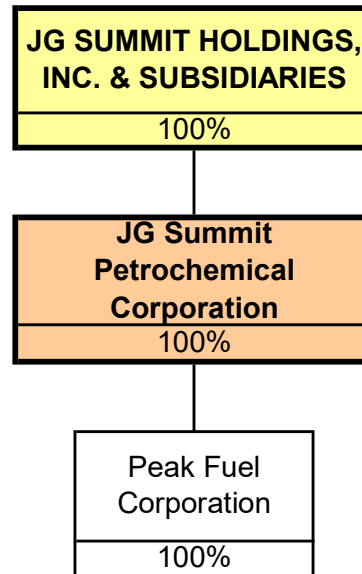 JG SUMMIT HOLDINGS,
INC. & SUBSIDIARIES
100%
JG Summit
Petrochemical
Corporation
100%
Peak Fuel
Corporation
100%